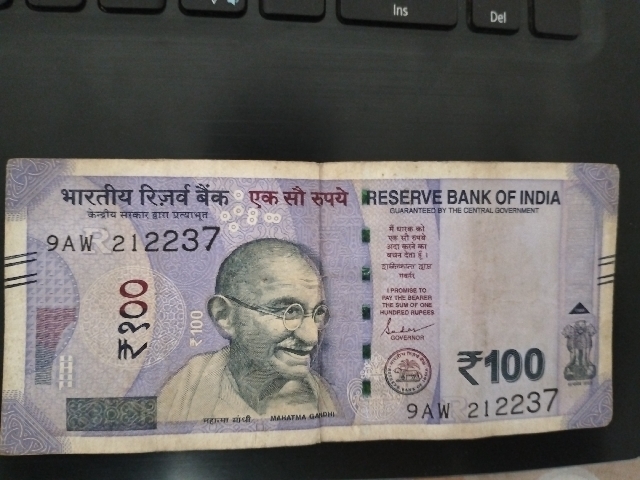 Ins
Del
भारतीय रिज़र्व बैंक
एक सौ रुपये
RESERVE BANK OF INDIA
केन्द्रीय सरकार द्वारा प्रत्याभूत
GUARANTEED BY THE CENTRAL GOVERNMENT
9AW 212237
मैं धारक को
एक सौ रुपये
अदा करने का
वचन देता हूँ।
I PROMISE TO
PAY THE BEARER
THE SUM OF ONE
HUNDRED RUPEES
GOVERNOR
₹१००
₹100
₹100
महात्मा गांधी
MAHATMA GANDHI
9AW 212237